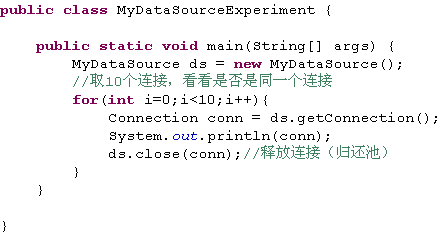 public class MyDataSourceExperiment {
public static void main(String[] args) {
MyDataSource ds = new MyDataSource();
//取10个连接，看看是否是同一个连接
for(int i=0;i<10;i++){
Connection conn = ds.getConnection();
System.out.println(conn);
ds.close(conn);//释放连接（归还池）
}
}
}